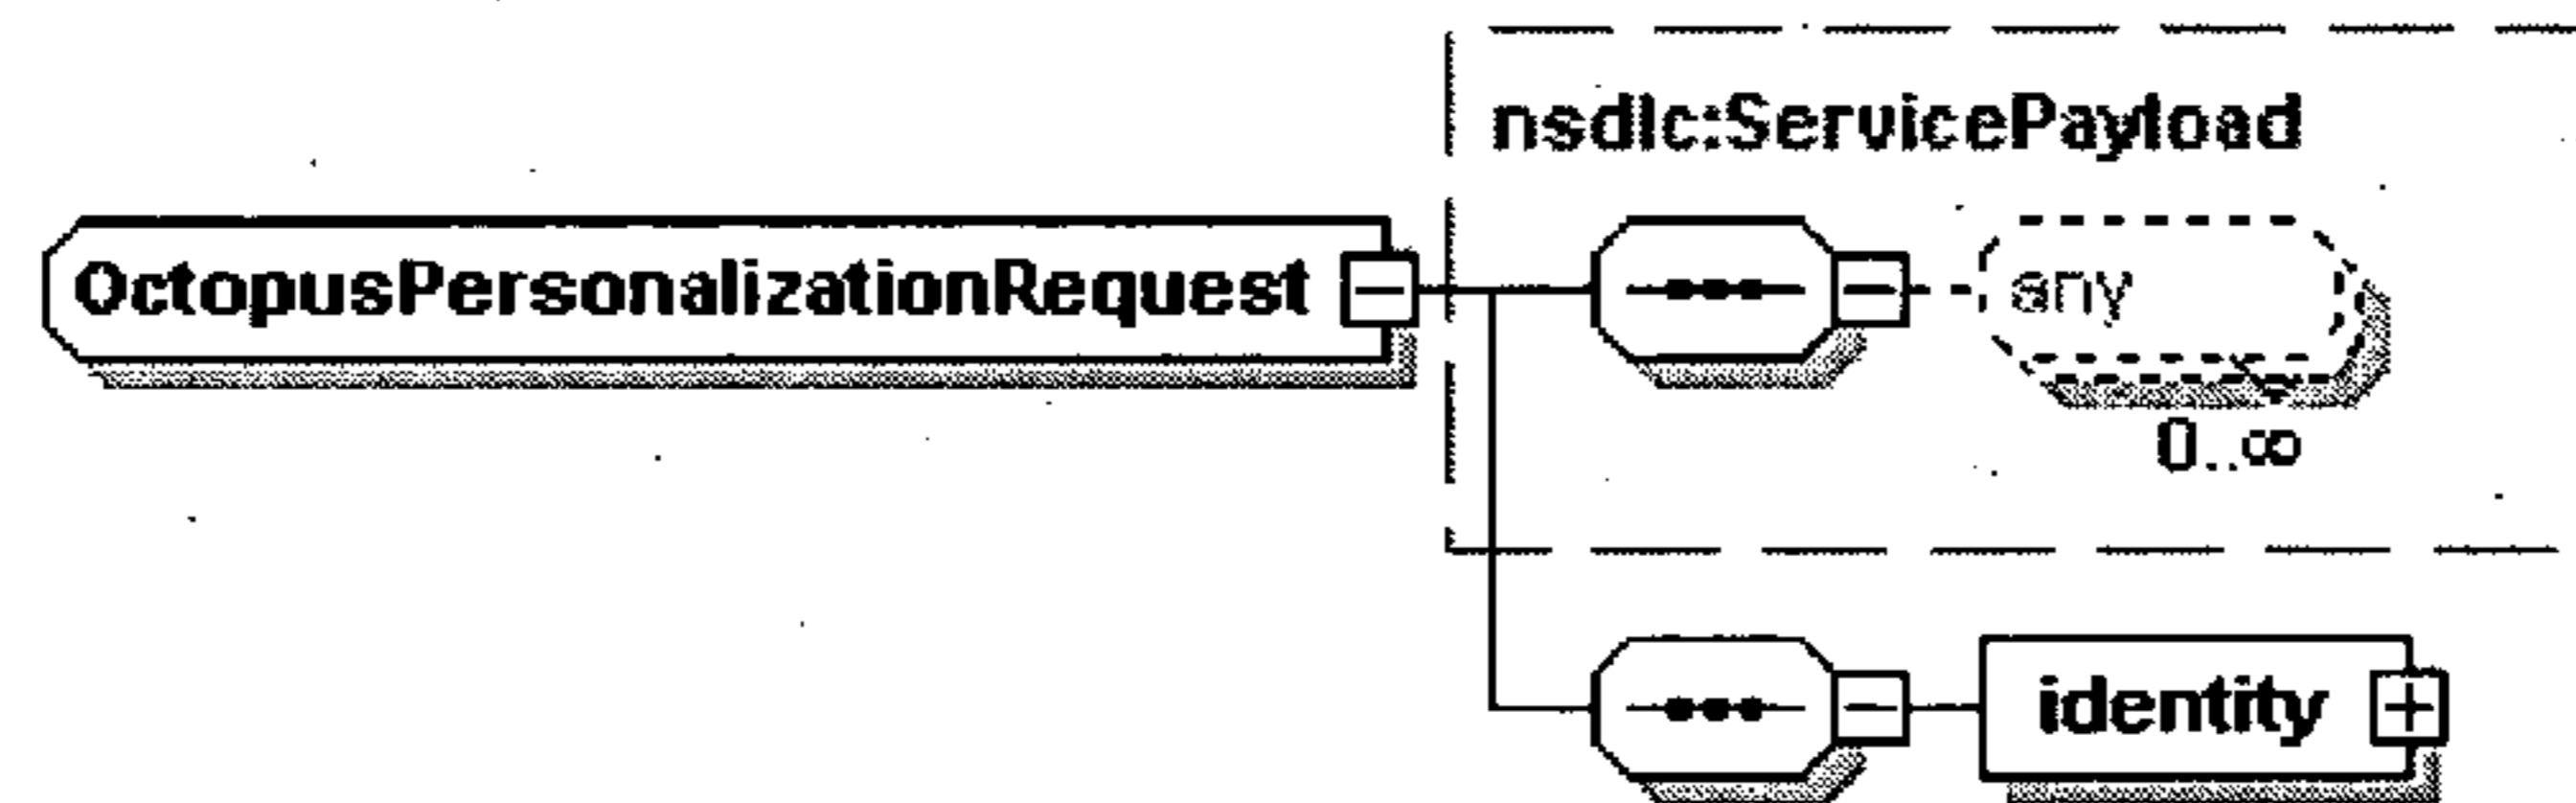 nsdlc:ServicePayload
OctopusPersonalizationRequest
any
0..∞
identity